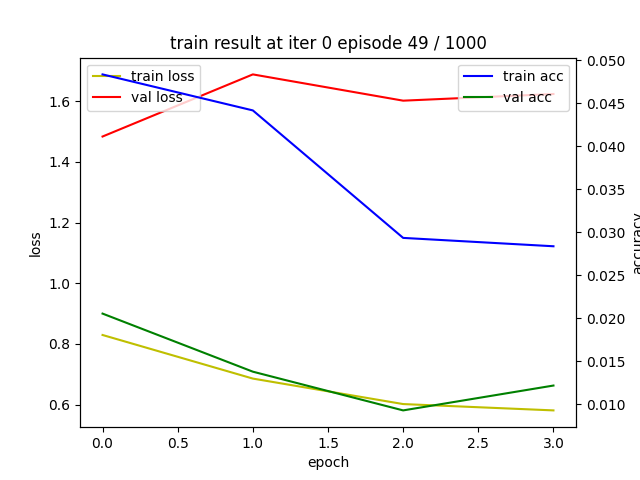 train result at iter 0 episode 49 / 1000
train loss
val loss
train acc
val acc
loss
1.6
1.4
1.2
1.0
0.8
0.6
0.050
0.045
0.040
0.035
0.030
0.025
0.020
0.015
0.010
accuracy
0.0 0.5 1.0 1.5 2.0 2.5 3.0
epoch